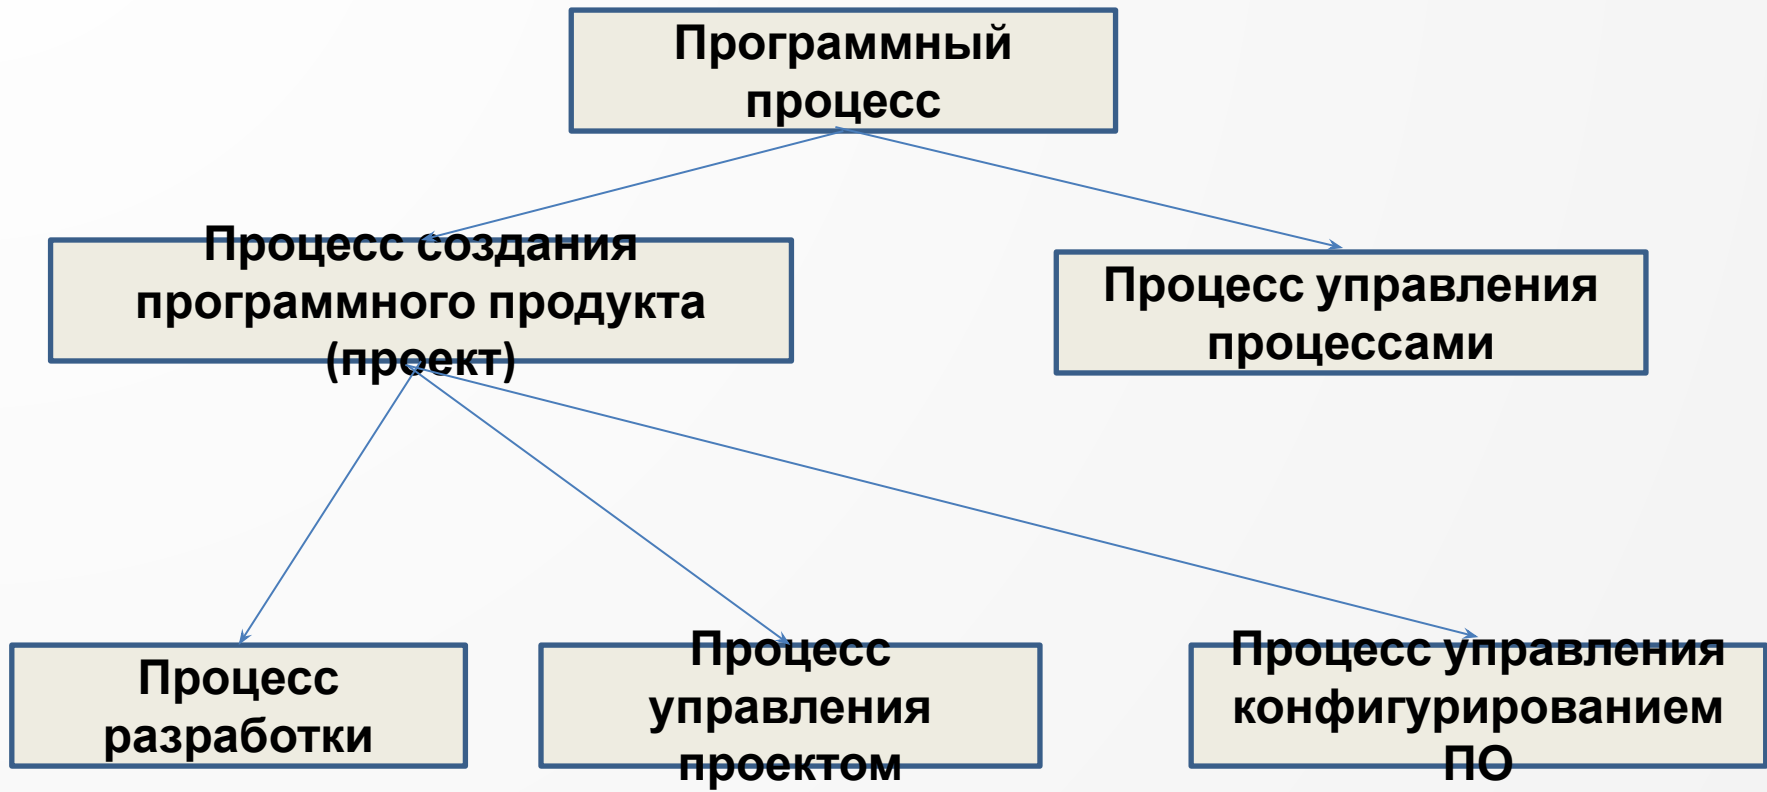 Программный
процесс
Процесс создания
программного продукта
(проект)
Процесс управления
процессами
Процесс
разработки
Процесс
управления
проектом
Процесс управления
конфигурированием
ПО